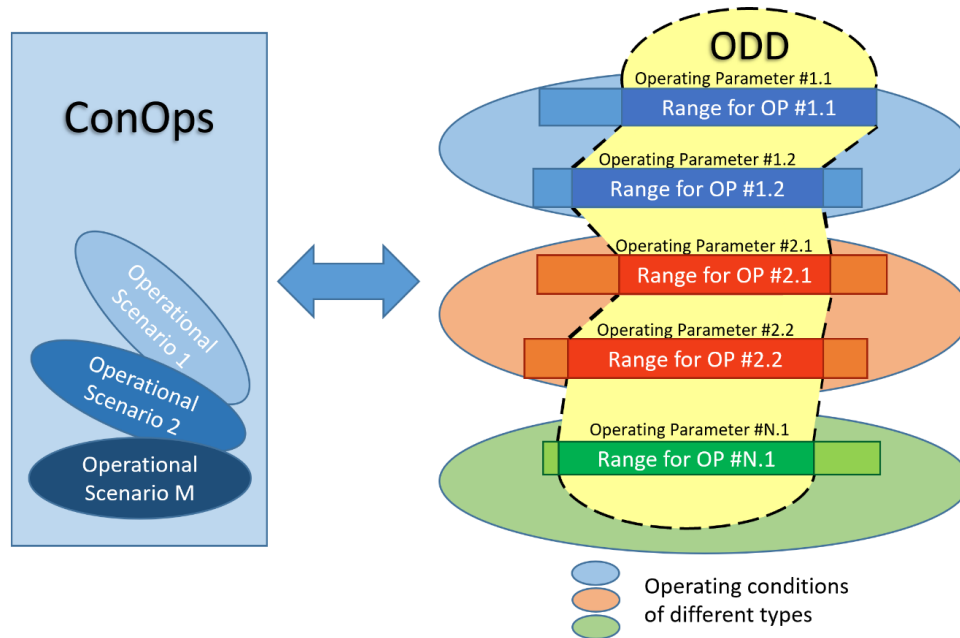 ConOps
Operational
Scenario 1
Operational
Scenario 2
Operational
Scenario M
ODD
Operating Parameter #1.1
Range for OP #1.1
Operating Parameter #1.2
Range for OP #1.2
Operating Parameter #2.1
Range for OP #2.1
Operating Parameter #2.2
Range for OP #2.2
Operating Parameter #N.1
Range for OP #N.1
Operating conditions
of different types